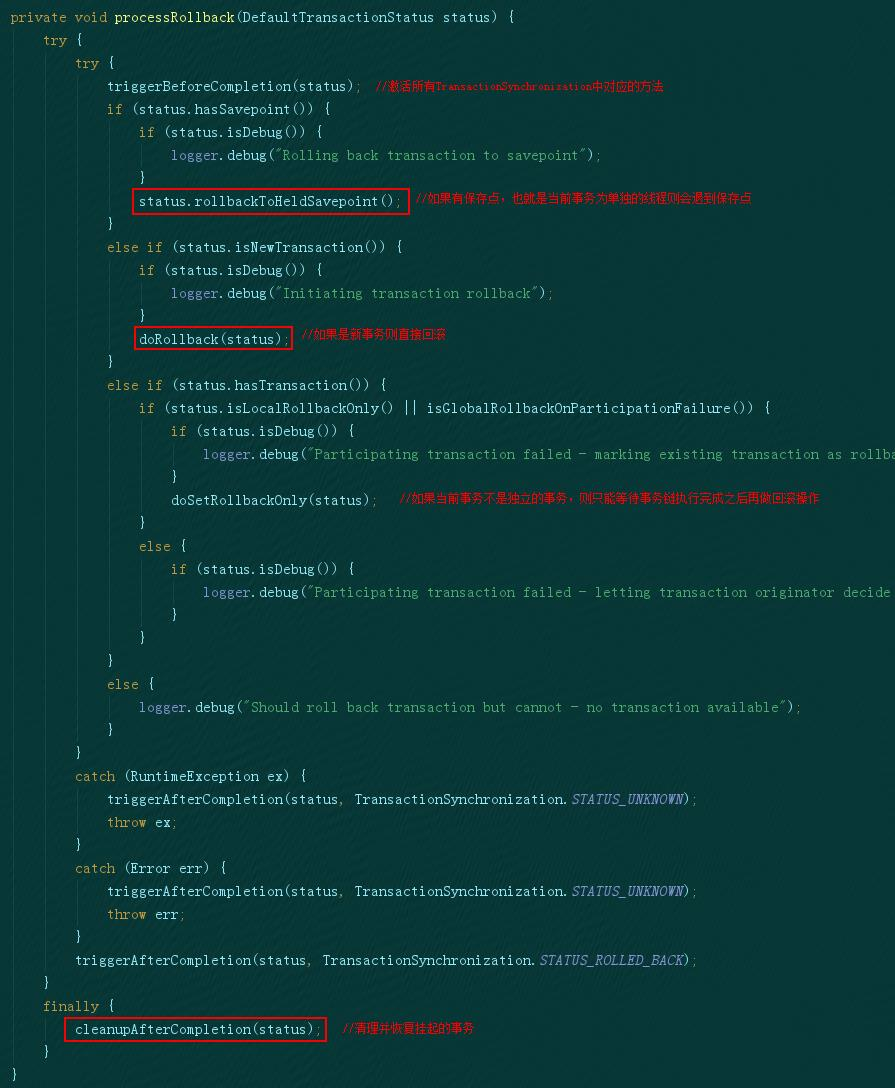 private void processRollback(DefaultTransactionStatus status) {
try {
try {
triggerBeforeCompletion(status); //激活所有TransactionSynchronization中对应的方法
if (status.hasSavepoint()) {
if (status.isDebug()) {
logger.debug("Rolling back transaction to savepoint");
}
status.rollbackToHeldSavepoint(); //如果有保存点，也就是当前事务为单独的线程则会退到保存点
}
else if (status.isNewTransaction()) {
if (status.isDebug()) {
logger.debug("Initiating transaction rollback");
}
doRollback(status); //如果是新事务则直接回滚
}
else if (status.hasTransaction()) {
if (status.isLocalRollbackOnly() || isGlobalRollbackOnParticipationFailure()) {
if (status.isDebug()) {
logger.debug("Participating transaction failed - marking existing transaction as rollba
}
doSetRollbackOnly(status); //如果当前事务不是独立的事务，则只能等待事务链执行完成之后再做回滚操作
}
else {
if (status.isDebug()) {
logger.debug("Participating transaction failed - letting transaction originator decide
}
}
}
else {
logger.debug("Should roll back transaction but cannot - no transaction available");
}
}
catch (RuntimeException ex) {
triggerAfterCompletion(status, TransactionSynchronization.STATUS_UNKNOWN);
throw ex;
}
catch (Error err) {
triggerAfterCompletion(status, TransactionSynchronization.STATUS_UNKNOWN);
throw err;
}
triggerAfterCompletion(status, TransactionSynchronization.STATUS_ROLLED_BACK);
}
finally {
cleanupAfterCompletion(status); //清理并恢复挂起的事务
}
}